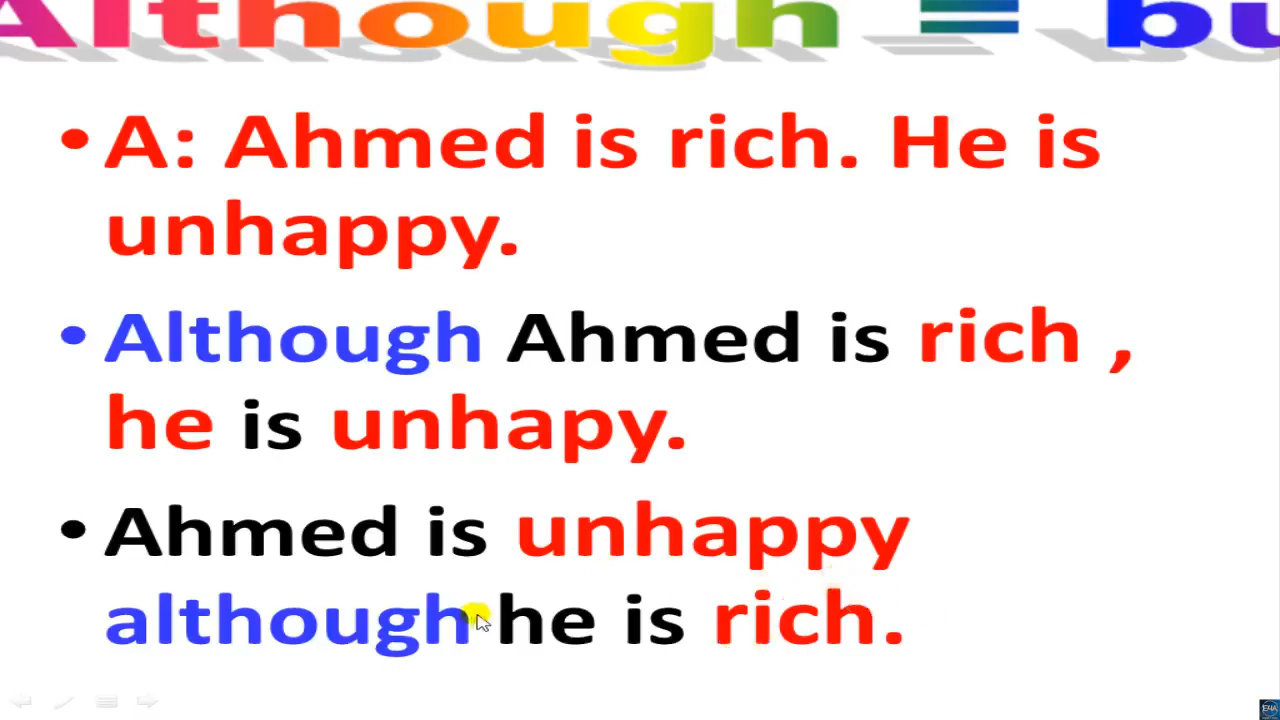 Although = bu
• A: Ahmed is rich. He is
unhappy.
• Although Ahmed is rich ,
he is unhapy.
• Ahmed is unhappy
although he is rich.